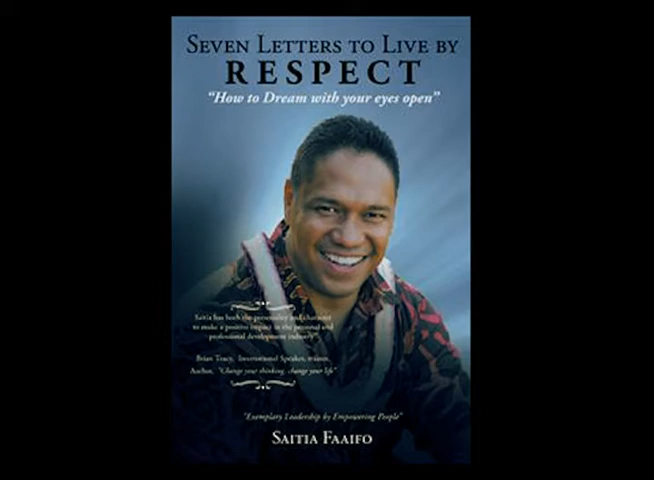 SEVEN LETTERS TO LIVE BY
RESPECT
"How to Dream with your eyes open"
Saitia has both the personality and character
to make a positive impact in the personal and
professional development industry"
Brian Tracy, International Speaker, trainer,
Author, "Change your thinking, change your life"
"Exemplary Leadership by Empowering People"
SAITIA FAAIFO